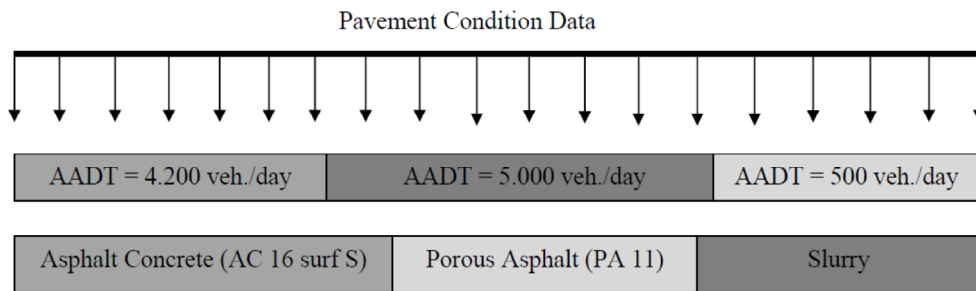 Pavement Condition Data
AADT = 4.200 veh./day
AADT = 5.000 veh./day
AADT = 500 veh./day
Asphalt Concrete (AC 16 surf S)
Porous Asphalt (PA 11)
Slurry